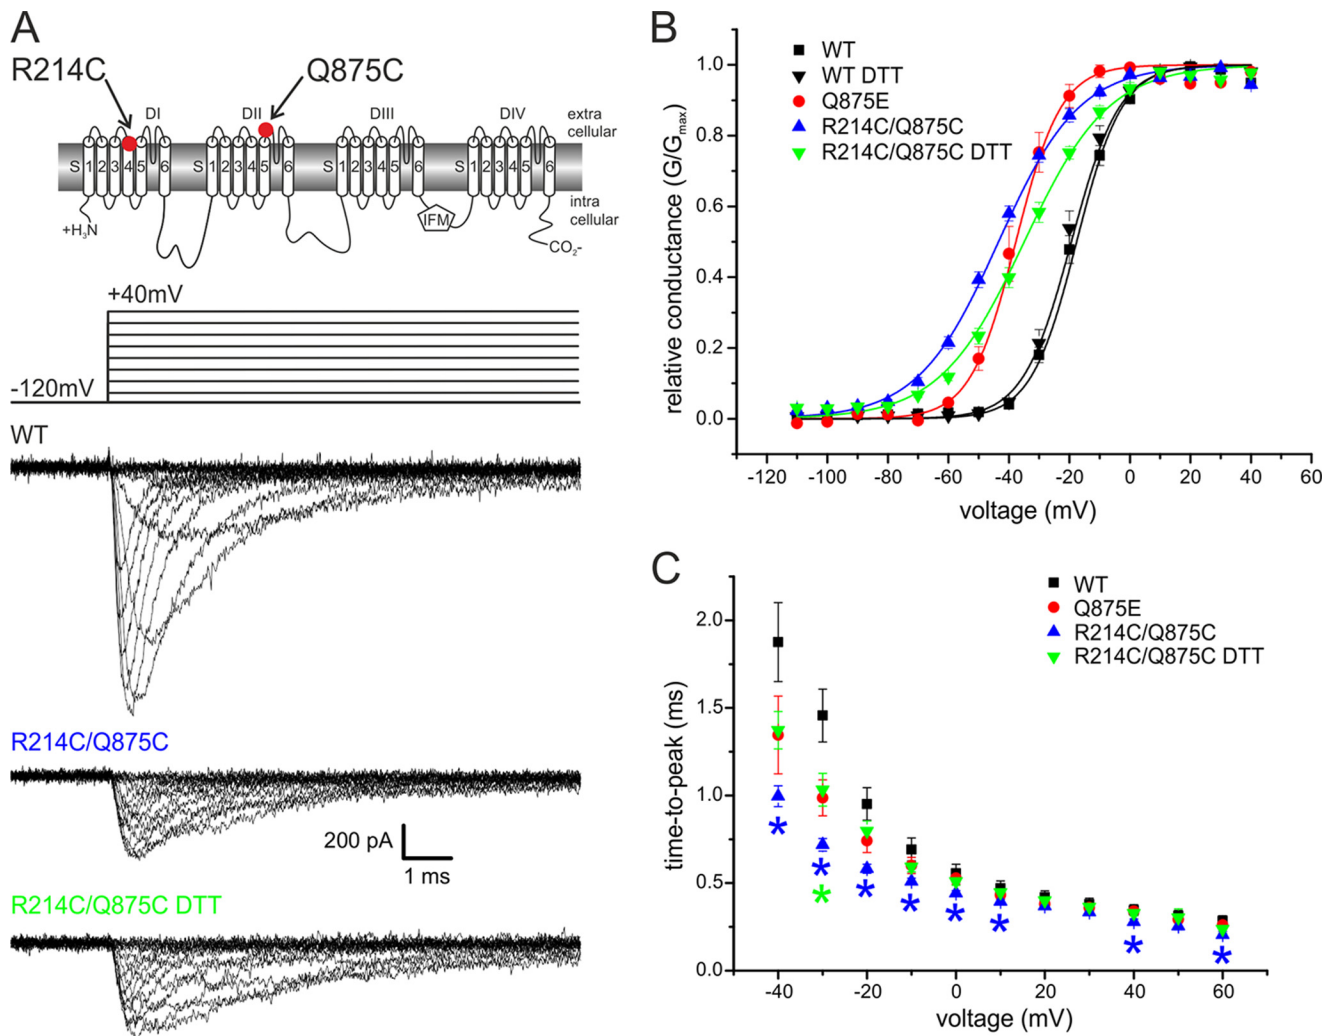 A
R214C
Q875C
DI
DII
DIII
DIV
extra
cellular
S 1 2 3 4 5 6
S 1 2 3 4 5 6
S 1 2 3 4 5 6
S 1 2 3 4 5 6
intra
cellular
+H₃N
IFM
CO₂-
+40mV
-120mV
WT
R214C/Q875C
200 pA
1 ms
R214C/Q875C DTT
B
WT
WT DTT
Q875E
R214C/Q875C
R214C/Q875C DTT
relative conductance (G/Gmax)
1.0
0.8
0.6
0.4
0.2
0.0
-120 -100 -80 -60 -40 -20 0 20 40 60
voltage (mV)
C
WT
Q875E
R214C/Q875C
R214C/Q875C DTT
time-to-peak (ms)
2.0
1.5
1.0
0.5
0.0
* * * * * * * * *
-40 -20 0 20 40 60
voltage (mV)